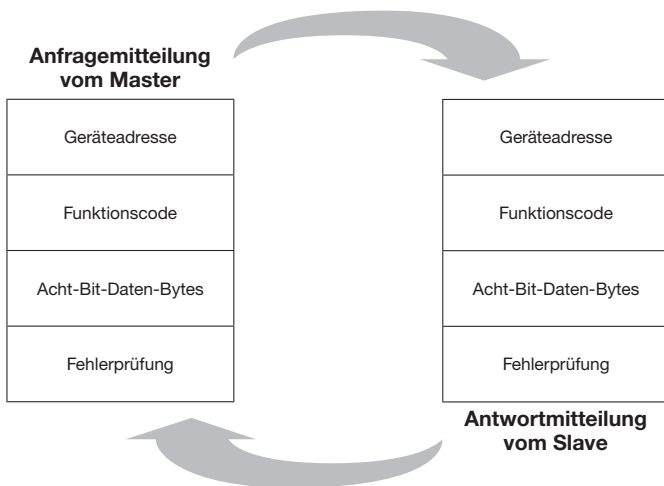 Anfragemitteilung
vom Master
Geräteadresse
Funktionscode
Acht-Bit-Daten-Bytes
Fehlerprüfung
Geräteadresse
Funktionscode
Acht-Bit-Daten-Bytes
Fehlerprüfung
Antwortmitteilung
vom Slave